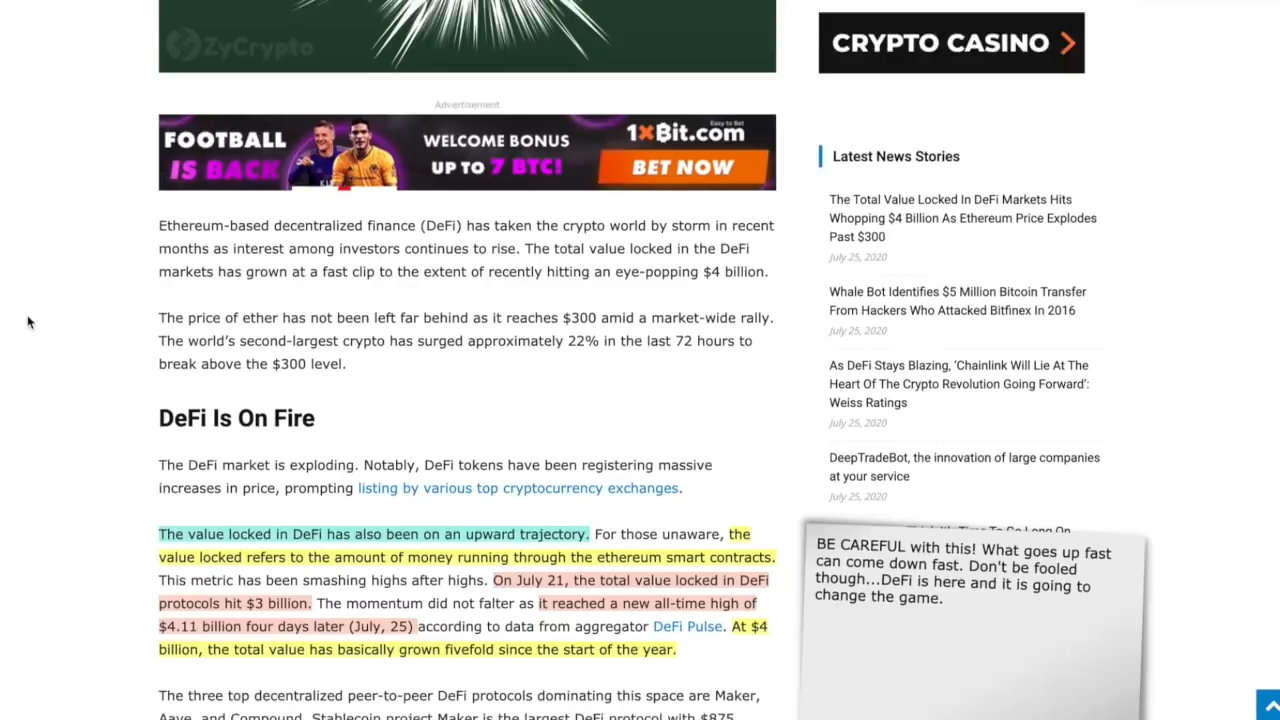 ZyCrypto
CRYPTO CASINO
Advertisement
FOOTBALL
IS BACK
WELCOME BONUS
UP TO 7 BTC!
Easy to Bet
1xBit.com
BET NOW
Ethereum-based decentralized finance (DeFi) has taken the crypto world by storm in recent
months as interest among investors continues to rise. The total value locked in the DeFi
markets has grown at a fast clip to the extent of recently hitting an eye-popping $4 billion.
The price of ether has not been left far behind as it reaches $300 amid a market-wide rally.
The world’s second-largest crypto has surged approximately 22% in the last 72 hours to
break above the $300 level.
DeFi Is On Fire
The DeFi market is exploding. Notably, DeFi tokens have been registering massive
increases in price, prompting listing by various top cryptocurrency exchanges.
The value locked in DeFi has also been on an upward trajectory. For those unaware, the
value locked refers to the amount of money running through the ethereum smart contracts.
This metric has been smashing highs after highs. On July 21, the total value locked in DeFi
protocols hit $3 billion. The momentum did not falter as it reached a new all-time high of
$4.11 billion four days later (July, 25) according to data from aggregator DeFi Pulse. At $4
billion, the total value has basically grown fivefold since the start of the year.
The three top decentralized peer-to-peer DeFi protocols dominating this space are Maker,
Aave, and Compound. Stablecoin project Maker is the largest DeFi protocol with $875
Latest News Stories
The Total Value Locked In DeFi Markets Hits
Whopping $4 Billion As Ethereum Price Explodes
Past $300
July 25, 2020
Whale Bot Identifies $5 Million Bitcoin Transfer
From Hackers Who Attacked Bitfinex In 2016
July 25, 2020
As DeFi Stays Blazing, ‘Chainlink Will Lie At The
Heart Of The Crypto Revolution Going Forward’:
Weiss Ratings
July 25, 2020
DeepTradeBot, the innovation of large companies
at your service
July 25, 2020
Time To Go Long On
BE CAREFUL with this! What goes up fast
can come down fast. Don't be fooled
though...DeFi is here and it is going to
change the game.